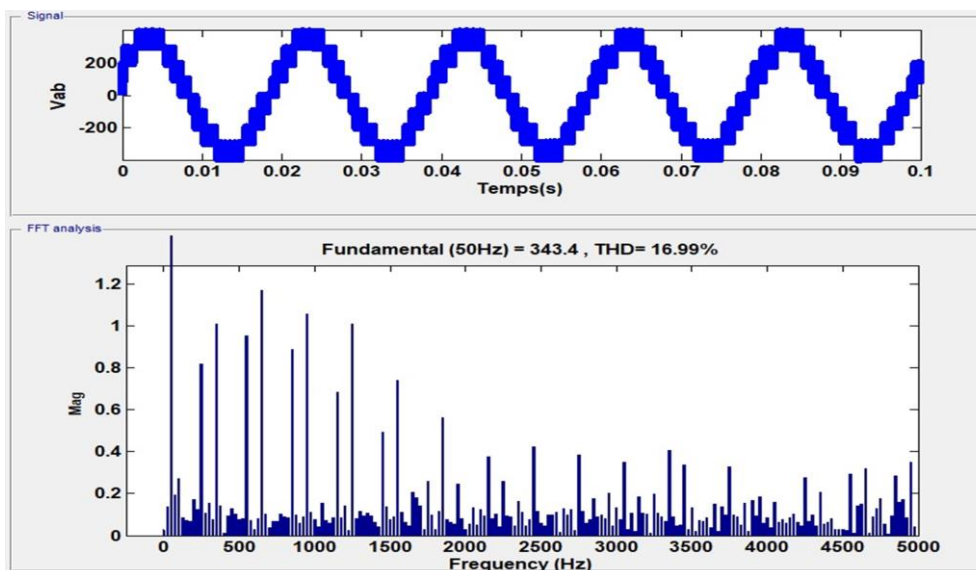 Signal
200
0
-200
Vab
0 0.01 0.02 0.03 0.04 0.05 0.06 0.07 0.08 0.09 0.1
Temps(s)
FFT analysis
Fundamental (50Hz) = 343.4 , THD= 16.99%
1.2
1
0.8
0.6
0.4
0.2
0
Mag
0 500 1000 1500 2000 2500 3000 3500 4000 4500 5000
Frequency (Hz)